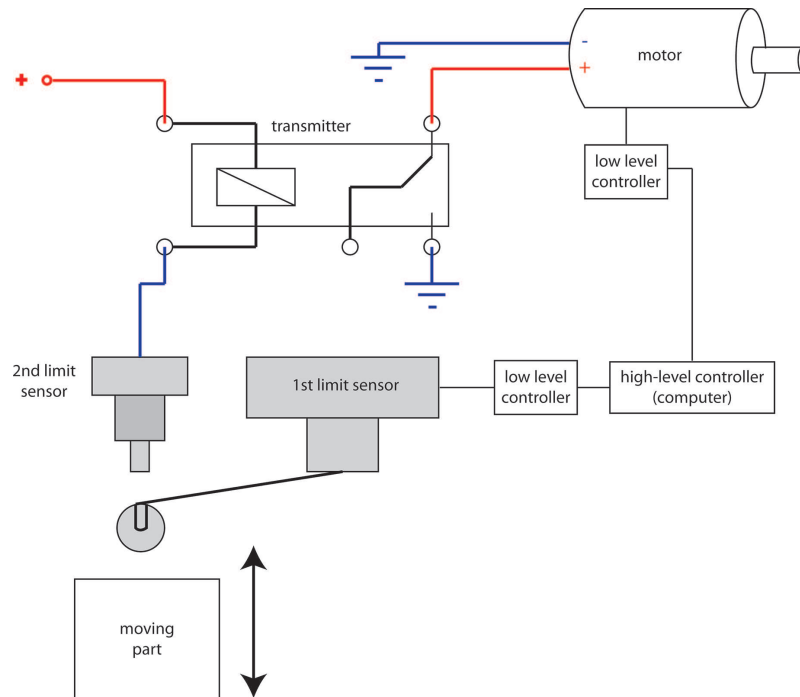 -
motor
+
+
transmitter
low level
controller
2nd limit
sensor
1st limit sensor
low level
controller
high-level controller
(computer)
moving
part